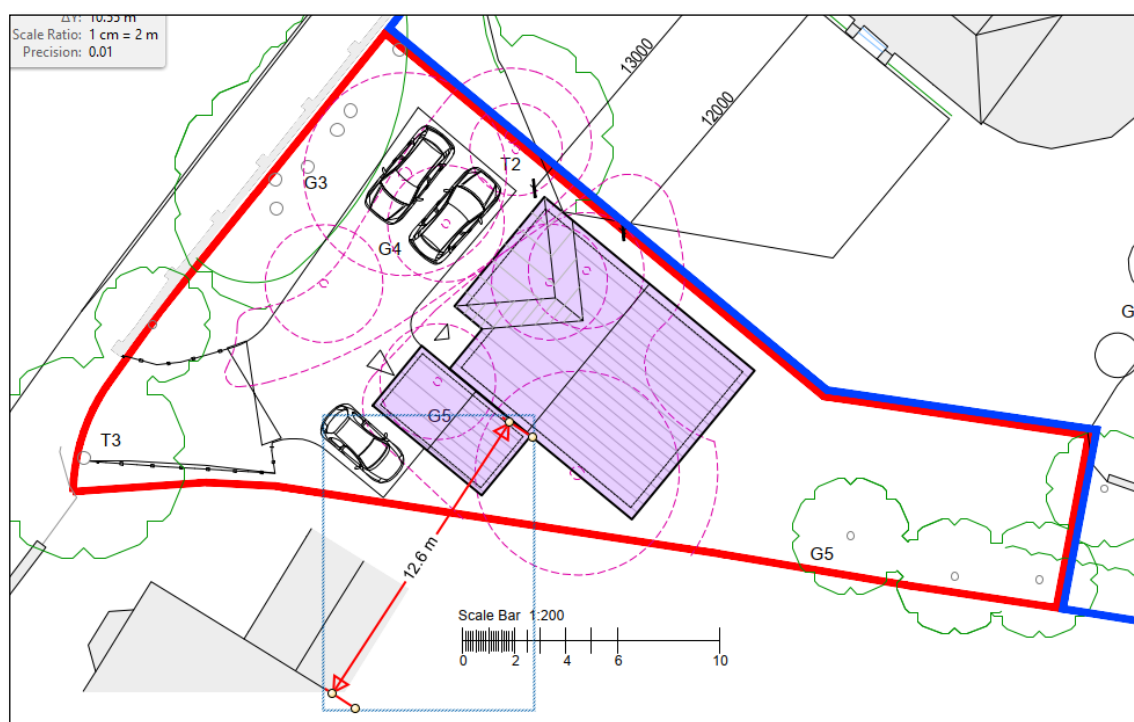 ΔY: 10.55 m
Scale Ratio: 1 cm = 2 m
Precision: 0.01
13000
12000
T2
G3
G4
G
G5
T3
G5
12.6 m
Scale Bar 1:200
0 2 4 6 10